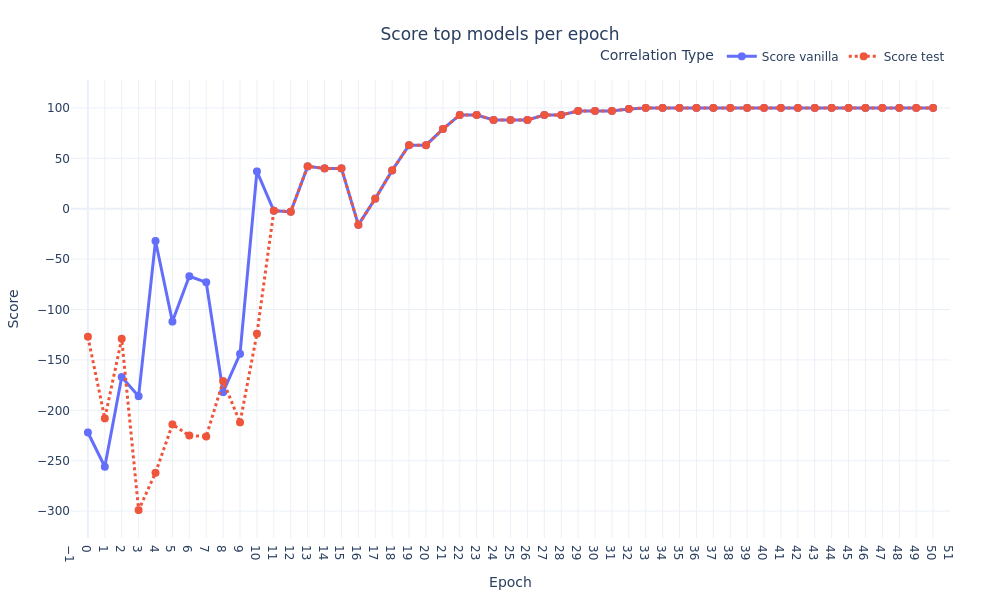 Score top models per epoch
Correlation Type
Score vanilla
Score test
Score
100
50
0
−50
−100
−150
−200
−250
−300
−1 0 1 2 3 4 5 6 7 8 9 10 11 12 13 14 15 16 17 18 19 20 21 22 23 24 25 26 27 28 29 30 31 32 33 34 35 36 37 38 39 40 41 42 43 44 45 46 47 48 49 50 51
Epoch